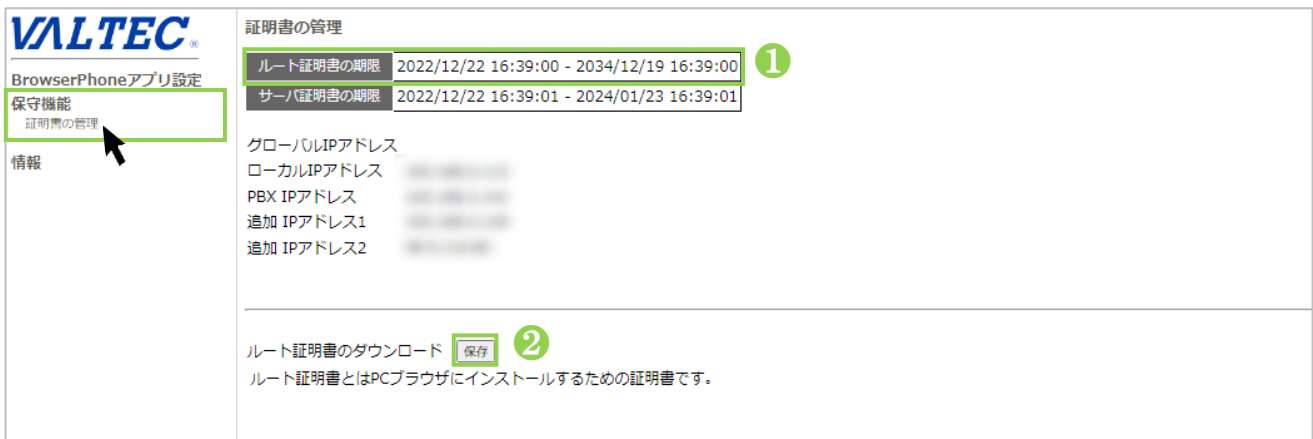 VALTEC®
BrowserPhoneアプリ設定
保守機能
証明書の管理
情報
証明書の管理
ルート証明書の期限 2022/12/22 16:39:00 - 2034/12/19 16:39:00
1
サーバ証明書の期限 2022/12/22 16:39:01 - 2024/01/23 16:39:01
グローバルIPアドレス
ローカルIPアドレス
PBX IPアドレス
追加 IPアドレス1
追加 IPアドレス2
ルート証明書のダウンロード 保存
2
ルート証明書とはPCブラウザにインストールするための証明書です。